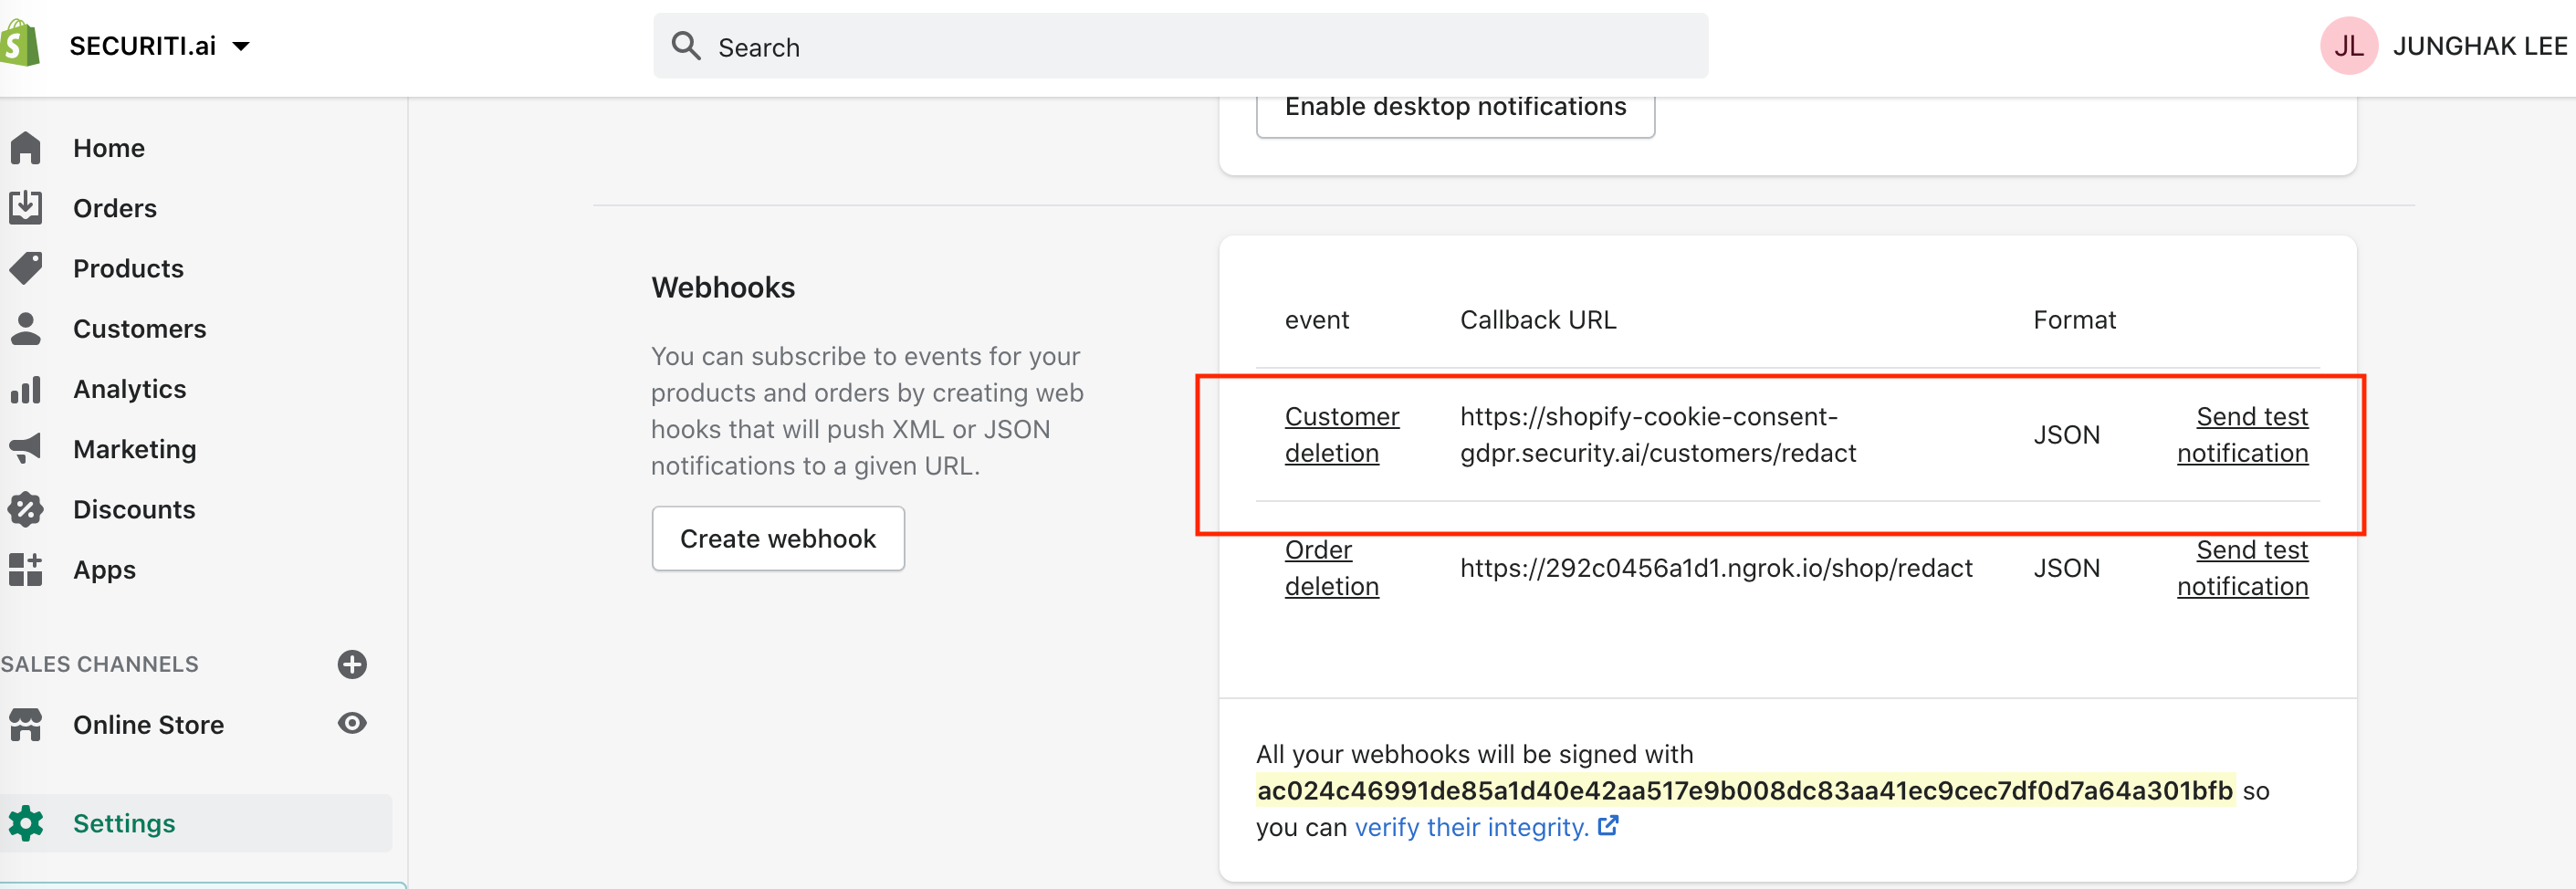 SECURITI.ai
Search
JL
JUNGHAK LEE
Home
Orders
Products
Customers
Analytics
Marketing
Discounts
Apps
SALES CHANNELS
Online Store
Settings
Enable desktop notifications
Webhooks
You can subscribe to events for your
products and orders by creating web
hooks that will push XML or JSON
notifications to a given URL.
Create webhook
event Callback URL Format
Customer deletion https://shopify-cookie-consent-gdpr.security.ai/customers/redact JSON Send test notification
Order deletion https://292c0456a1d1.ngrok.io/shop/redact JSON Send test notification
All your webhooks will be signed with
ac024c46991de85a1d40e42aa517e9b008dc83aa41ec9cec7df0d7a64a301bfb so
you can verify their integrity.